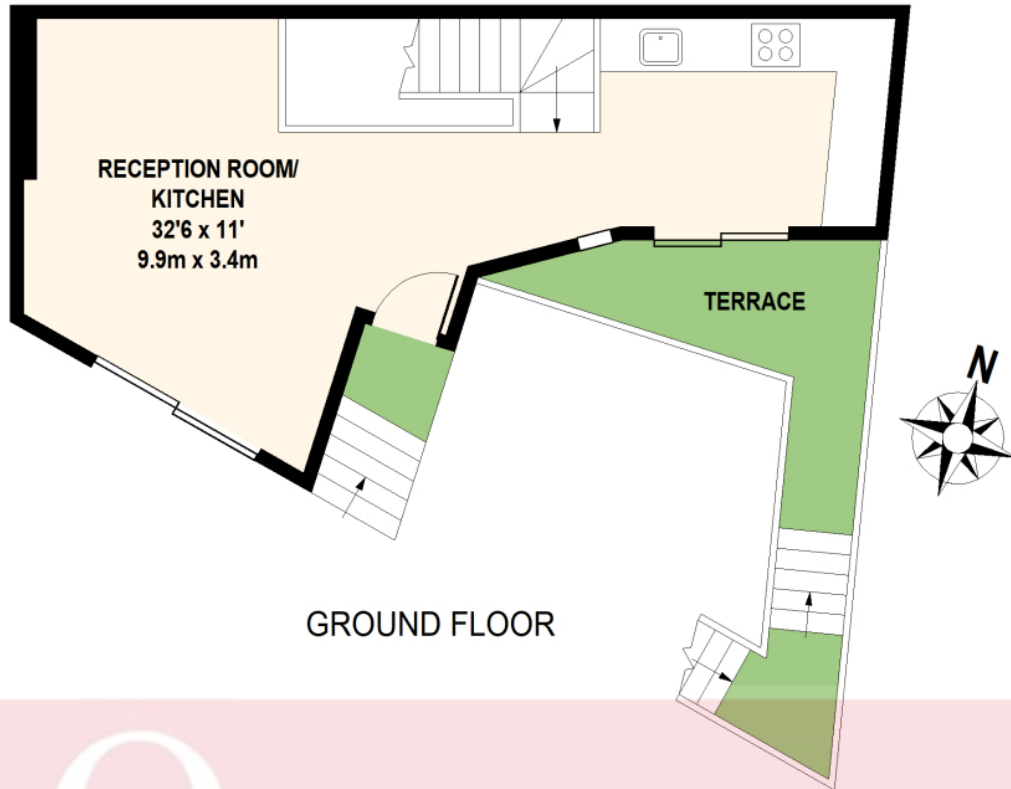 RECEPTION ROOM/
KITCHEN
32'6 x 11'
9.9m x 3.4m
TERRACE
N
GROUND FLOOR